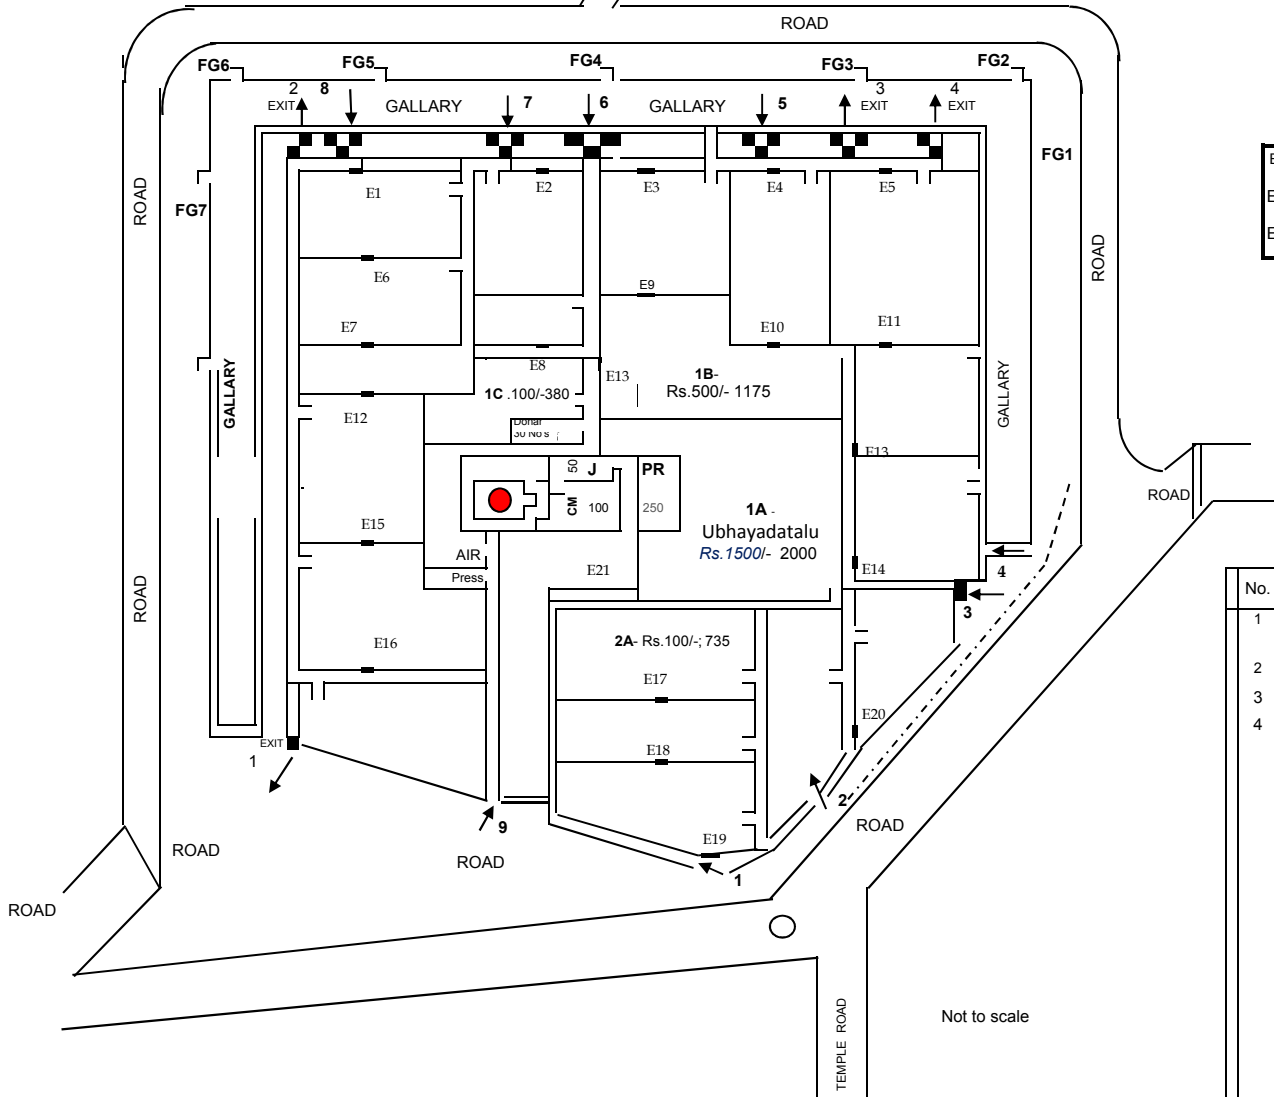 ROAD
FG6
FG5
FG4
FG3
FG2
2
8
EXIT
GALLARY
7
6
GALLARY
5
3
EXIT
4
EXIT
FG1
E1
E2
E3
E4
E5
ROAD
FG7
ROAD
E6
E9
E7
E10
E11
E8
E13
1B-
Rs.500/- 1175
1C .100/-380
GALLARY
GALLARY
E12
Donar
30 No's
E13
50
J
PR
CM
100
250
1A -
Ubhayadatalu
Rs.1500/- 2000
ROAD
E15
AIR
Press
E21
E14
4
3
No.
1
2
3
4
ROAD
E16
2A- Rs.100/-; 735
E17
E20
E18
EXIT
1
2
9
E19
1
ROAD
ROAD
ROAD
ROAD
ROAD
TEMPLE ROAD
Not to scale